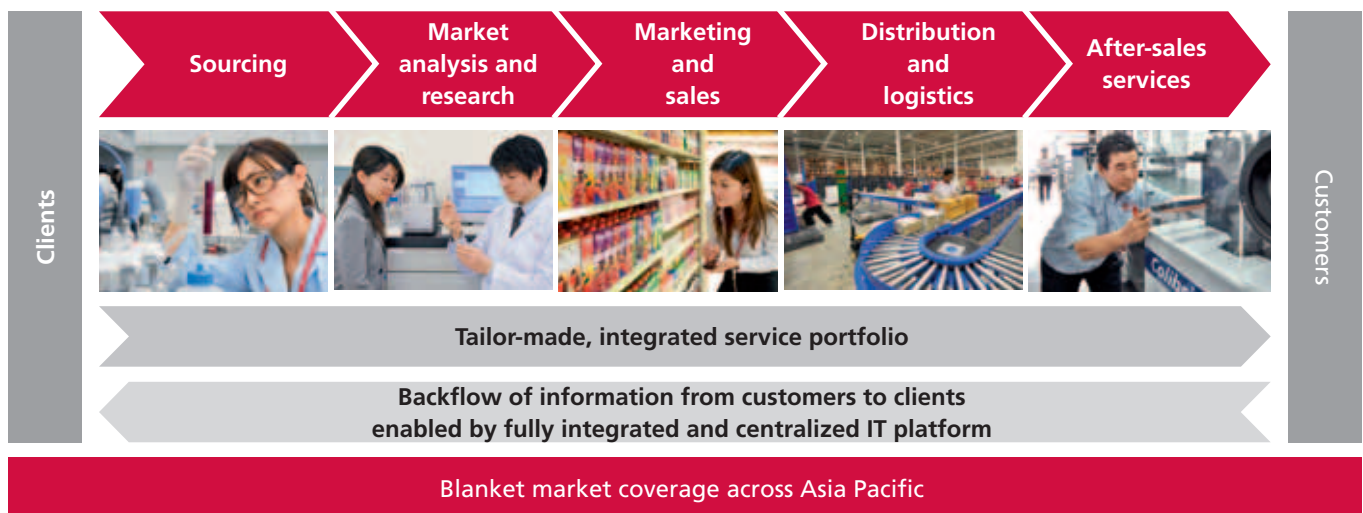 Clients
Sourcing
Market
analysis and
research
Marketing
and
sales
Distribution
and
logistics
After-sales
services
Customers
Colibri
Tailor-made, integrated service portfolio
Backflow of information from customers to clients
enabled by fully integrated and centralized IT platform
Blanket market coverage across Asia Pacific